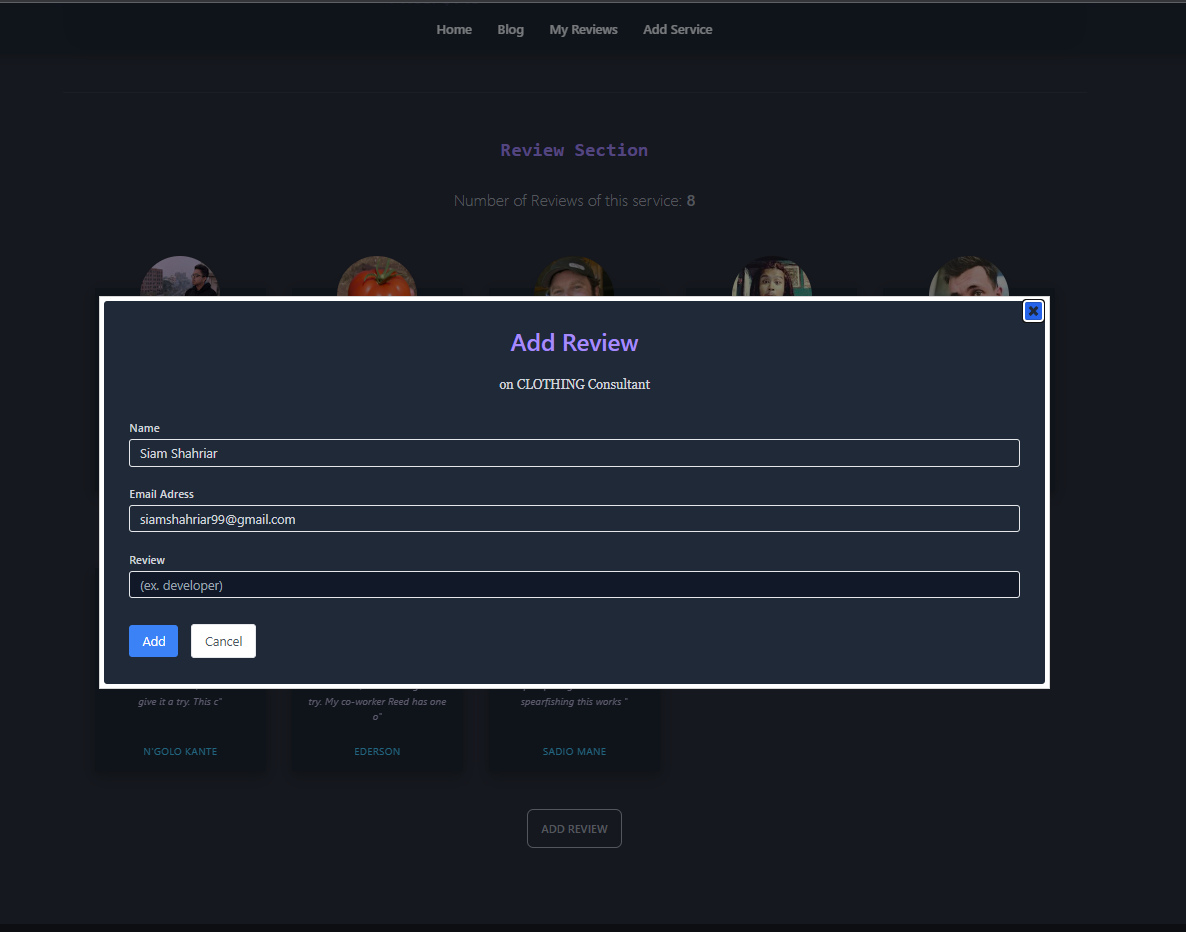 Home Blog My Reviews Add Service
Review Section
Number of Reviews of this service: 8
Add Review
on CLOTHING Consultant
Name
Siam Shahriar
Email Adress
siamshahriar99@gmail.com
Review
(ex. developer)
Add Cancel
give it a try. This c"
try. My co-worker Reed has one
o"
spearfishing this works "
N'GOLO KANTE
EDERSON
SADIO MANE
ADD REVIEW